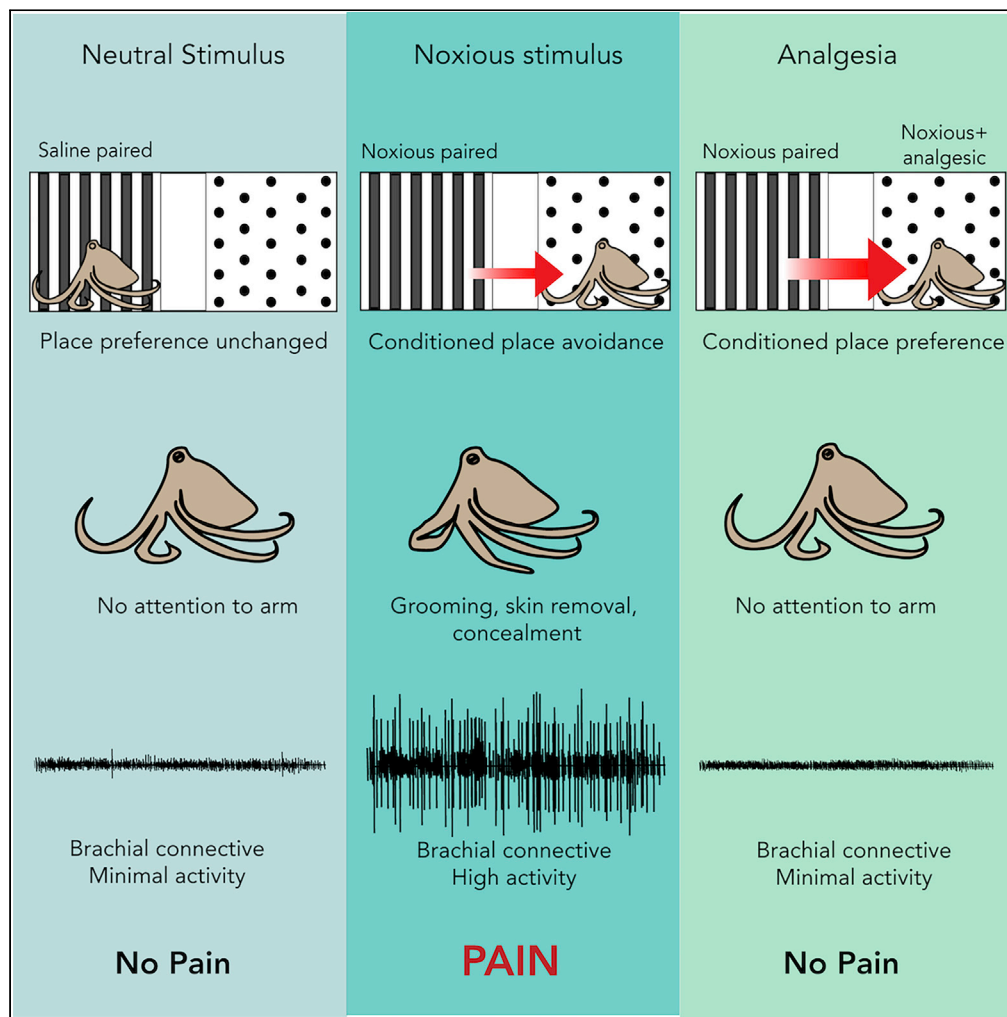 Neutral Stimulus
Saline paired
Place preference unchanged
No attention to arm
Brachial connective
Minimal activity
No Pain
Noxious stimulus
Noxious paired
Conditioned place avoidance
Grooming, skin removal,
concealment
Brachial connective
High activity
PAIN
Analgesia
Noxious paired
Noxious+
analgesic
Conditioned place preference
No attention to arm
Brachial connective
Minimal activity
No Pain